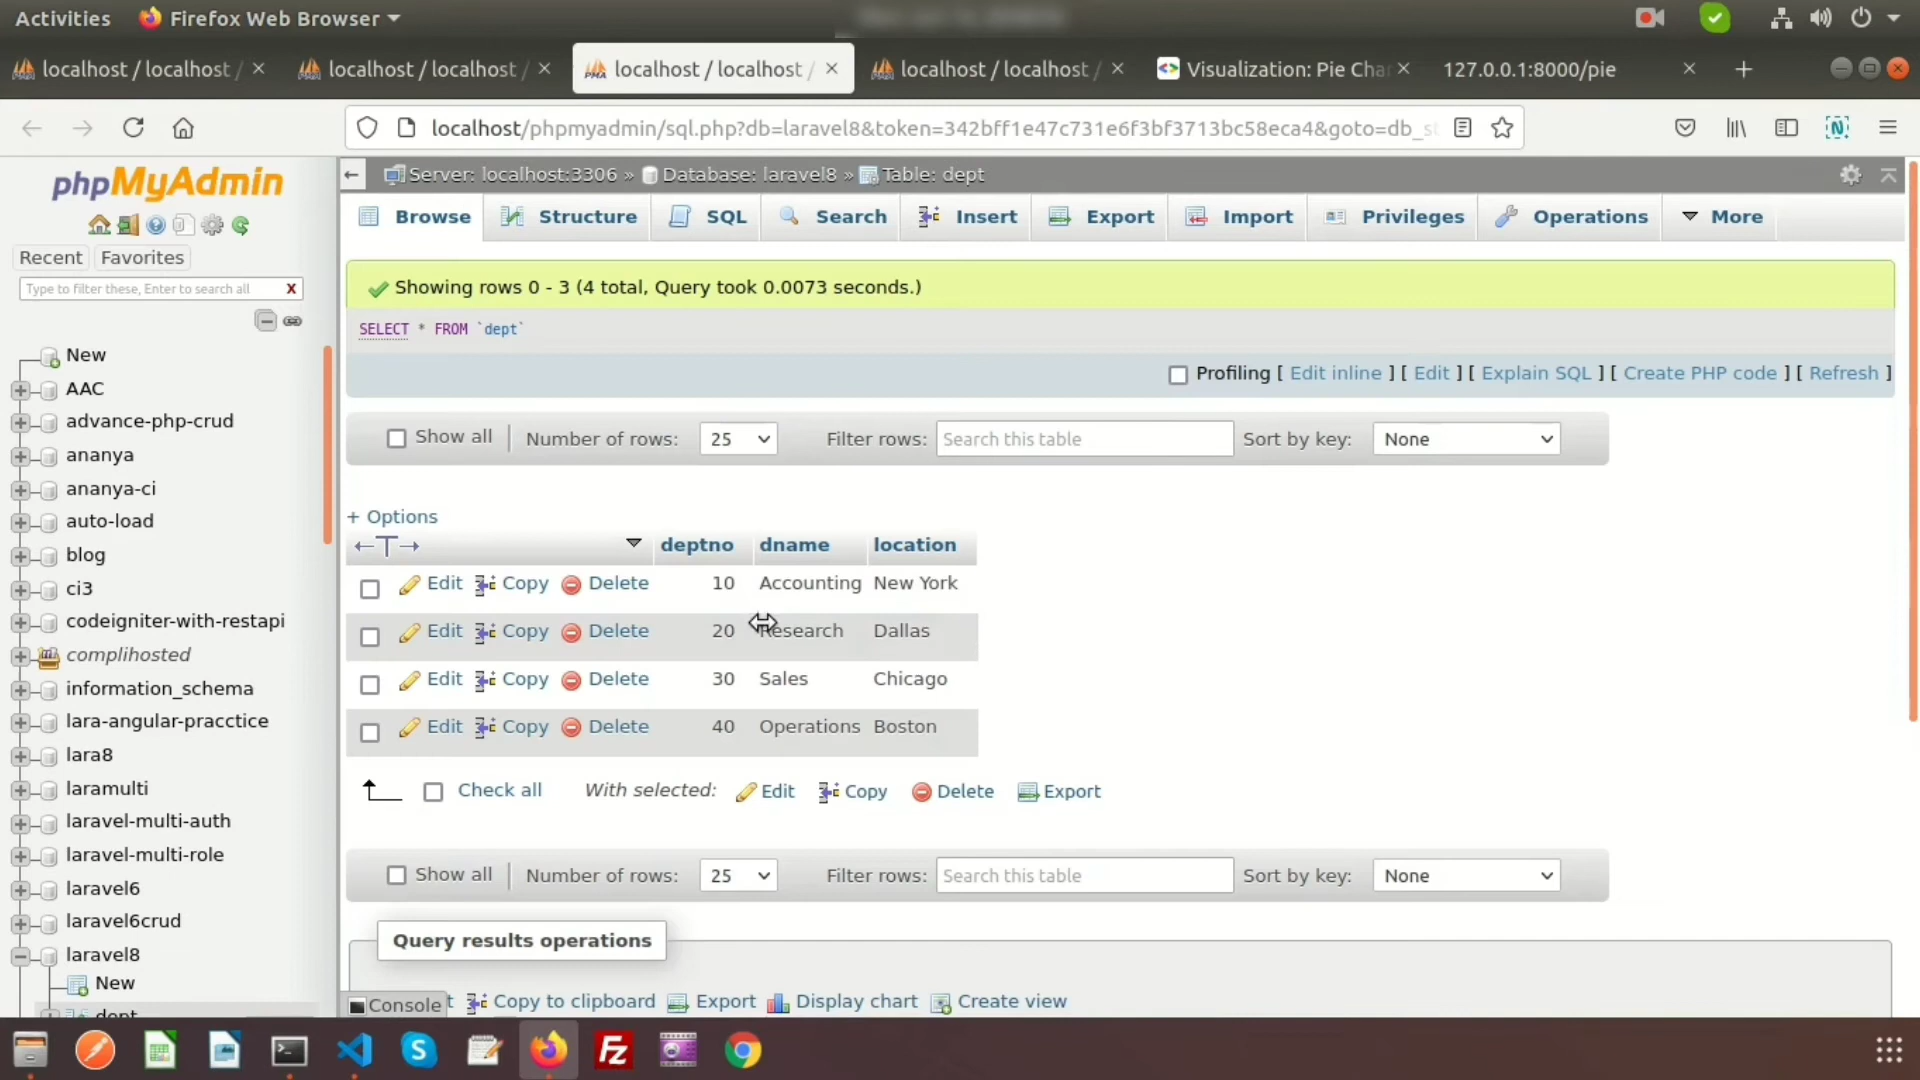 Activities Firefox Web Browser
localhost / localhost / localhost / localhost / localhost / localhost / localhost / localhost / Visualization: Pie Cha 127.0.0.1:8000/pie
localhost/phpmyadmin/sql.php?db=laravel8&token=342bff1e47c731e6f3bf3713bc58eca4&goto=db_s
phpMyAdmin
Recent Favorites
Type to filter these, Enter to search all X
New
AAC
advance-php-crud
ananya
ananya-ci
auto-load
blog
ci3
codeigniter-with-restapi
complihosted
information_schema
lara-angular-pracctice
lara8
laramulti
laravel-multi-auth
laravel-multi-role
laravel6
laravel6crud
laravel8
New
dept
Server: localhost:3306 » Database: laravel8 » Table: dept
Browse Structure SQL Search Insert Export Import Privileges Operations More
Showing rows 0 - 3 (4 total, Query took 0.0073 seconds.)
SELECT * FROM `dept`
Profiling [ Edit inline ] [ Edit ] [ Explain SQL ] [ Create PHP code ] [ Refresh ]
Show all Number of rows: 25 Filter rows: Search this table Sort by key: None
+ Options
←T→ deptno dname location
Edit Copy Delete 10 Accounting New York
Edit Copy Delete 20 Research Dallas
Edit Copy Delete 30 Sales Chicago
Edit Copy Delete 40 Operations Boston
Check all With selected: Edit Copy Delete Export
Show all Number of rows: 25 Filter rows: Search this table Sort by key: None
Query results operations
Console Copy to clipboard Export Display chart Create view